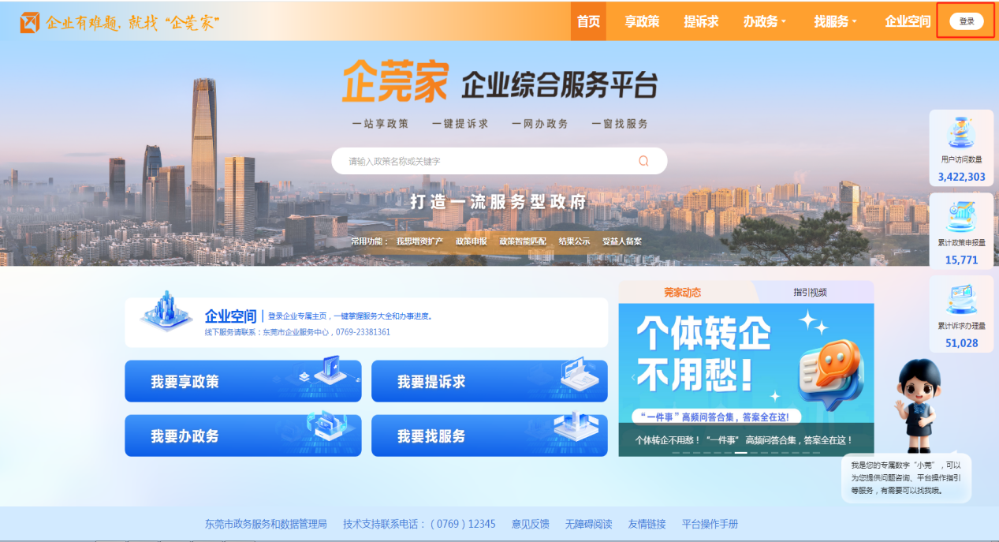 企业有难题，就找“企莞家”
首页 享政策 提诉求 办政务 找服务 企业空间 登录
企莞家 企业综合服务平台
一站享政策 一键提诉求 一网办政务 一窗找服务
请输入政策名称或关键字
打造一流服务型政府
常用功能： 我想增资扩产 政策申报 政策智能匹配 结果公示 受益人备案
用户访问数量
3,422,303
累计政策申报量
15,771
累计诉求办理量
51,028
企业空间 登录企业专属主页，一键掌握服务大全和办事进度。
线下服务请联系：东莞市企业服务中心，0769-23381361
我要享政策
我要提诉求
我要办政务
我要找服务
莞家动态 指引视频
个体转企
不用愁！
“一件事”高频问答合集，答案全在这！
个体转企不用愁！“一件事” 高频问答合集，答案全在这！
我是您的专属数字“小莞”，可以
为您提供问题咨询、平台操作指引
等服务，有需要可以找我哦。
东莞市政务服务和数据管理局 技术支持联系电话：（0769）12345 意见反馈 无障碍阅读 友情链接 平台操作手册